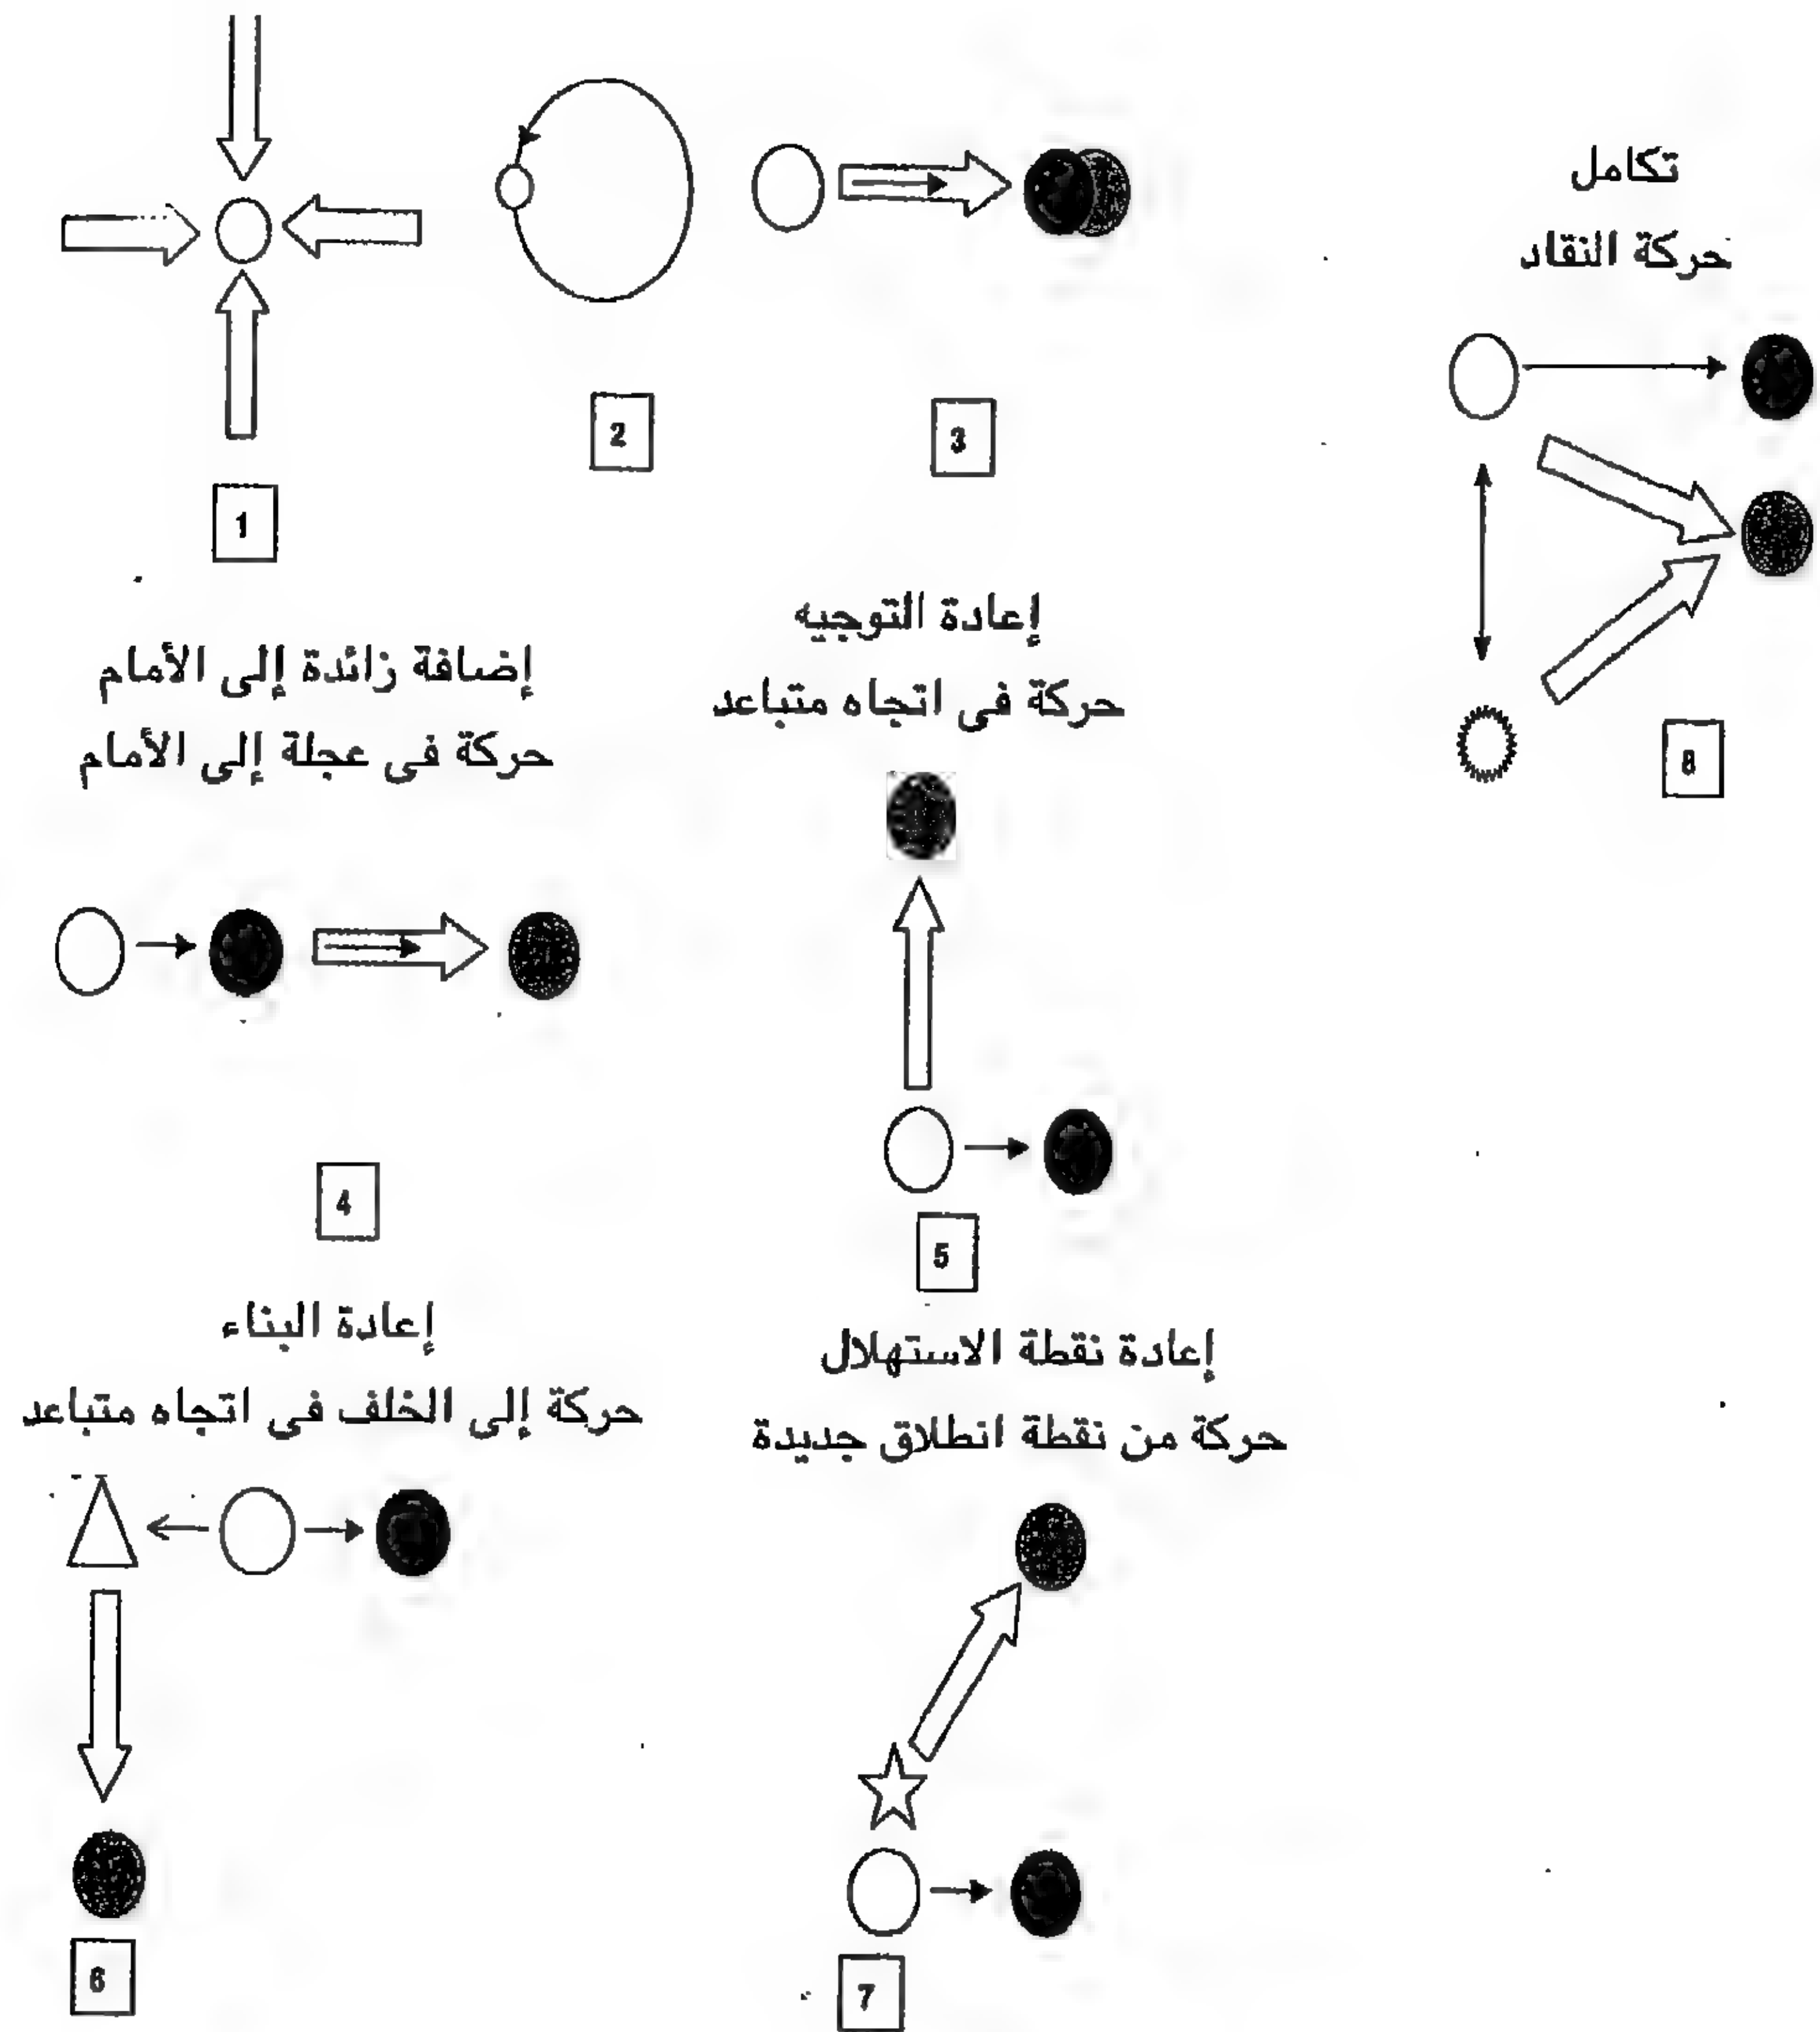 1
2
3
تكامل
حركة النقاد
8
إضافة زائدة إلى الأمام
حركة فى عجلة إلى الأمام
4
إعادة التوجيه
حركة فى اتجاه متباعد
5
إعادة البناء
حركة إلى الخلف فى اتجاه متباعد
6
إعادة نقطة الاستهلال
حركة من نقطة انطلاق جديدة
7